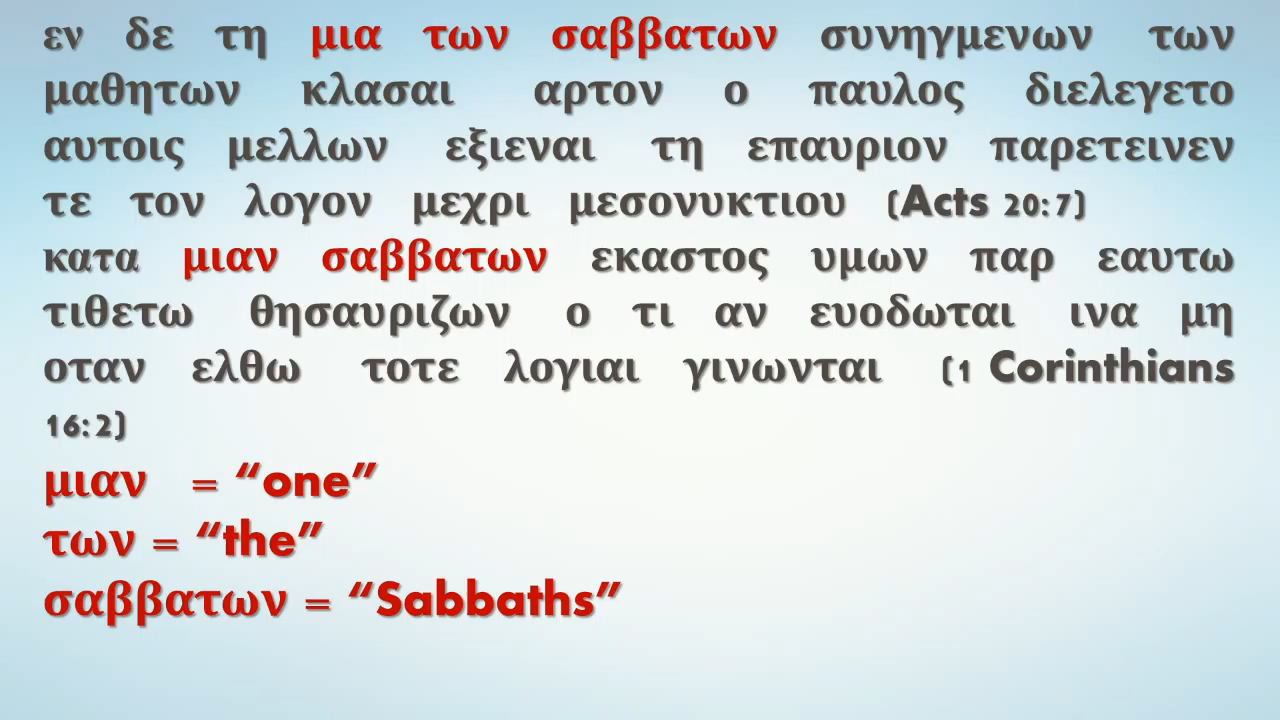 εν δε τη μια των σαββατων συνηγμενων των
μαθητων κλασαι αρτον ο παυλος διελεγετο
αυτοις μελλων εξιεναι τη επαυριον παρετεινεν
τε τον λογον μεχρι μεσονυκτιου (Acts 20:7)
κατα μιαν σαββατων εκαστος υμων παρ εαυτω
τιθετω θησαυριζων ο τι αν ευοδωται ινα μη
οταν ελθω τοτε λογιαι γινωνται (1 Corinthians
16:2)
μιαν = “one”
των = “the”
σαββατων = “Sabbaths”